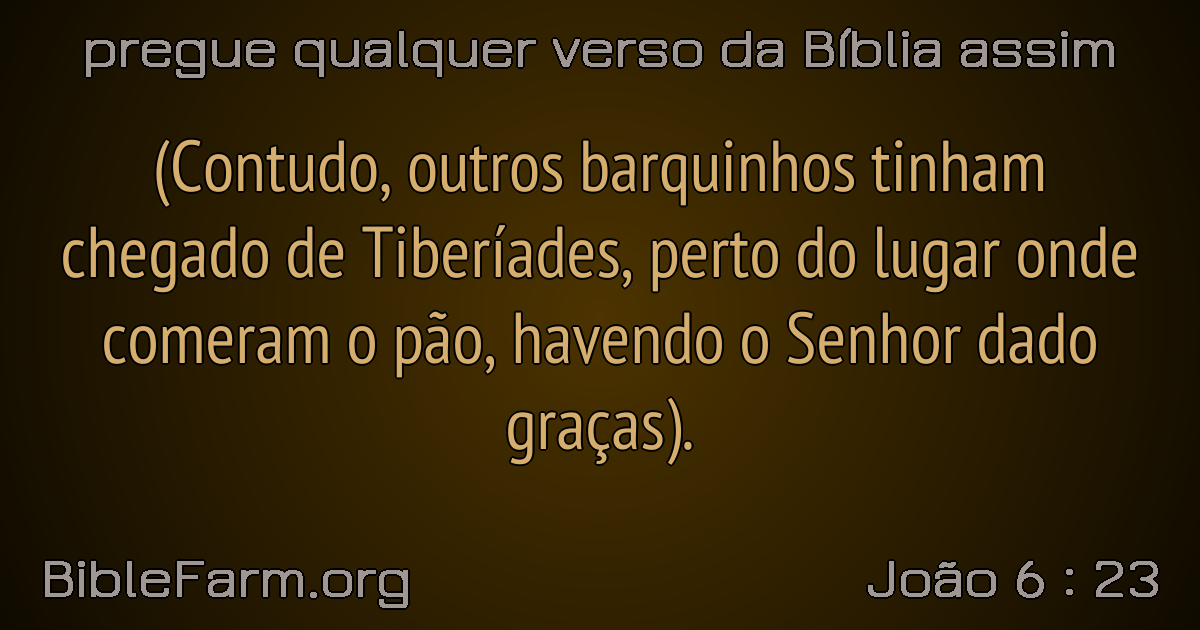 pregue qualquer verso da Bíblia assim
(Contudo, outros barquinhos tinham
chegado de Tiberíades, perto do lugar onde
comeram o pão, havendo o Senhor dado
graças).
BibleFarm.org
João 6 : 23